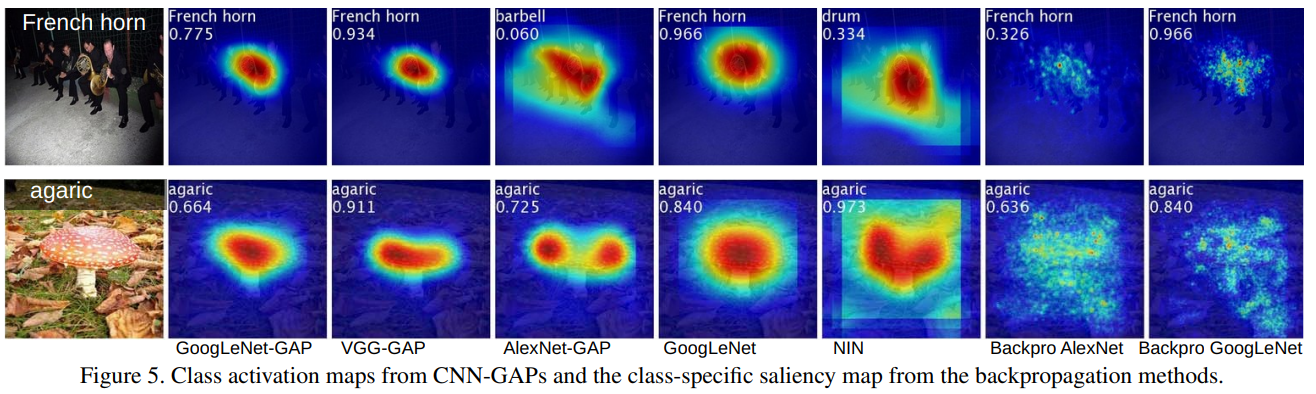 French horn
French horn
0.775
French horn
0.934
barbell
0.060
French horn
0.966
drum
0.334
French horn
0.326
French horn
0.966
agaric
agaric
0.664
agaric
0.911
agaric
0.725
agaric
0.840
agaric
0.973
agaric
0.636
agaric
0.840
GoogLeNet-GAP VGG-GAP AlexNet-GAP GoogLeNet NIN Backpro AlexNet Backpro GoogLeNet
Figure 5. Class activation maps from CNN-GAPs and the class-specific saliency map from the backpropagation methods.